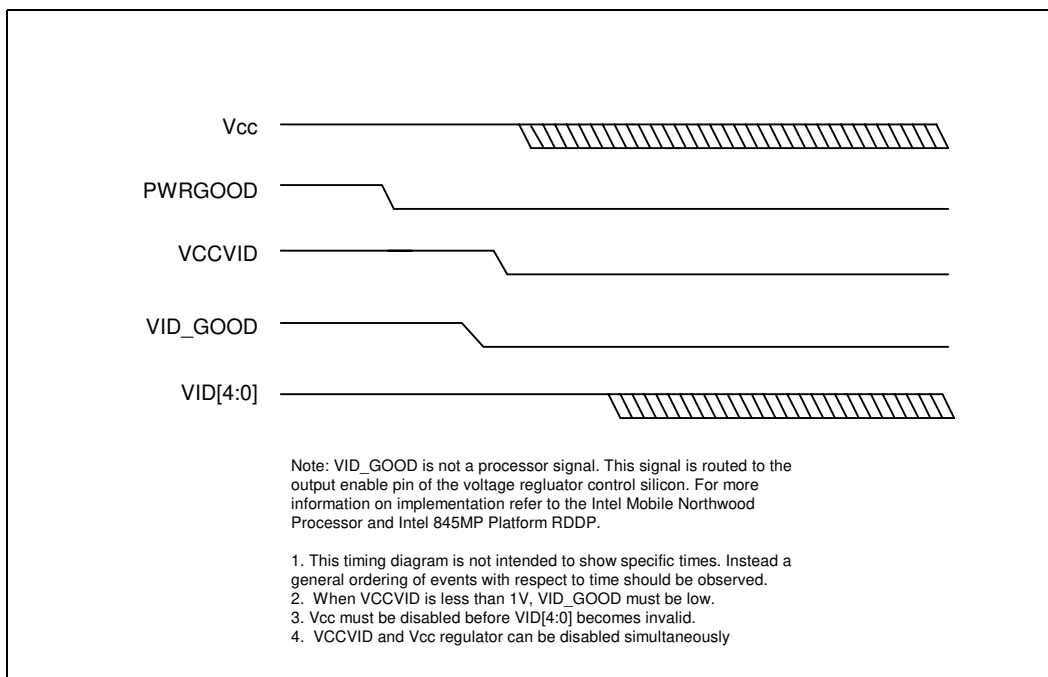 Vcc
PWRGOOD
VCCVID
VID_GOOD
VID[4:0]
Note: VID_GOOD is not a processor signal. This signal is routed to the
output enable pin of the voltage regluator control silicon. For more
information on implementation refer to the Intel Mobile Northwood
Processor and Intel 845MP Platform RDDP.
1. This timing diagram is not intended to show specific times. Instead a
general ordering of events with respect to time should be observed.
2. When VCCVID is less than 1V, VID_GOOD must be low.
3. Vcc must be disabled before VID[4:0] becomes invalid.
4. VCCVID and Vcc regulator can be disabled simultaneously